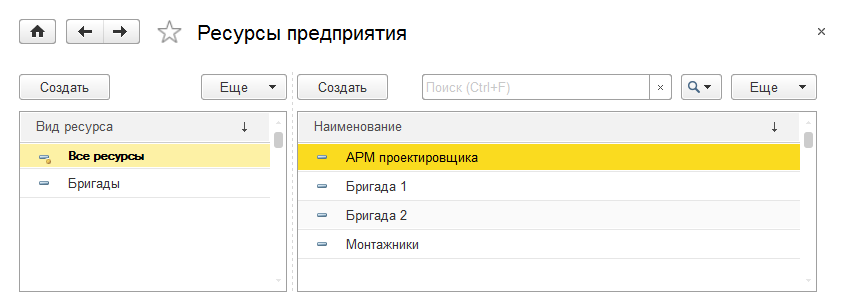 Ресурсы предприятия
Создать
Еще
Создать
Поиск (Ctrl+F)
Еще
Вид ресурса
Все ресурсы
Бригады
Наименование
АРМ проектировщика
Бригада 1
Бригада 2
Монтажники